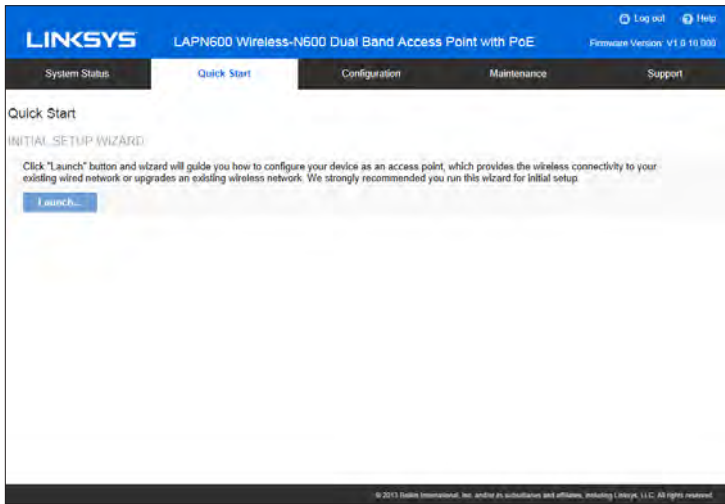 Log out Help
LINKSYS LAPN600 Wireless-N600 Dual Band Access Point with PoE Firmware Version: V1.0.10.000
System Status Quick Start Configuration Maintenance Support
Quick Start
INITIAL SETUP WIZARD
Click "Launch" button and wizard will guide you how to configure your device as an access point, which provides the wireless connectivity to your
existing wired network or upgrades an existing wireless network. We strongly recommended you run this wizard for initial setup.
Launch...
© 2013 Belkin International, Inc. and/or its subsidiaries and affiliates, including Linksys, LLC. All rights reserved.